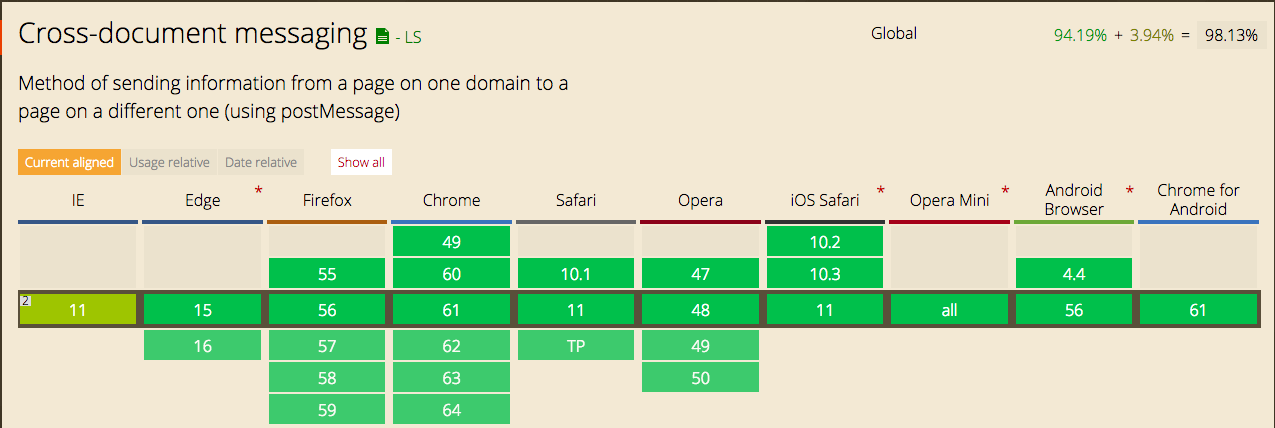 Cross-document messaging - LS Global 94.19% + 3.94% = 98.13%
Method of sending information from a page on one domain to a
page on a different one (using postMessage)
Current aligned Usage relative Date relative Show all
IE Edge * Firefox Chrome Safari Opera iOS Safari * Opera Mini * Android Browser * Chrome for Android
49 10.2
55 60 10.1 47 10.3 4.4
2 11 15 56 61 11 48 11 all 56 61
16 57 62 TP 49
58 63 50
59 64